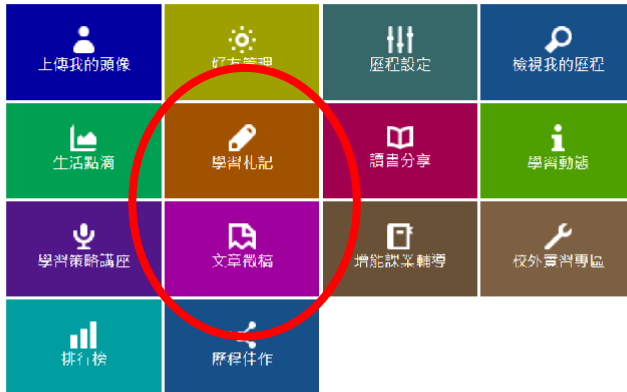 上傳我的頭像
好友管理
歷程設定
檢視我的歷程
生活點滴
學習札記
讀書分享
學習動態
學習策略講座
文章徵稿
增能課業輔導
校外實習專區
排行榜
歷程佳作